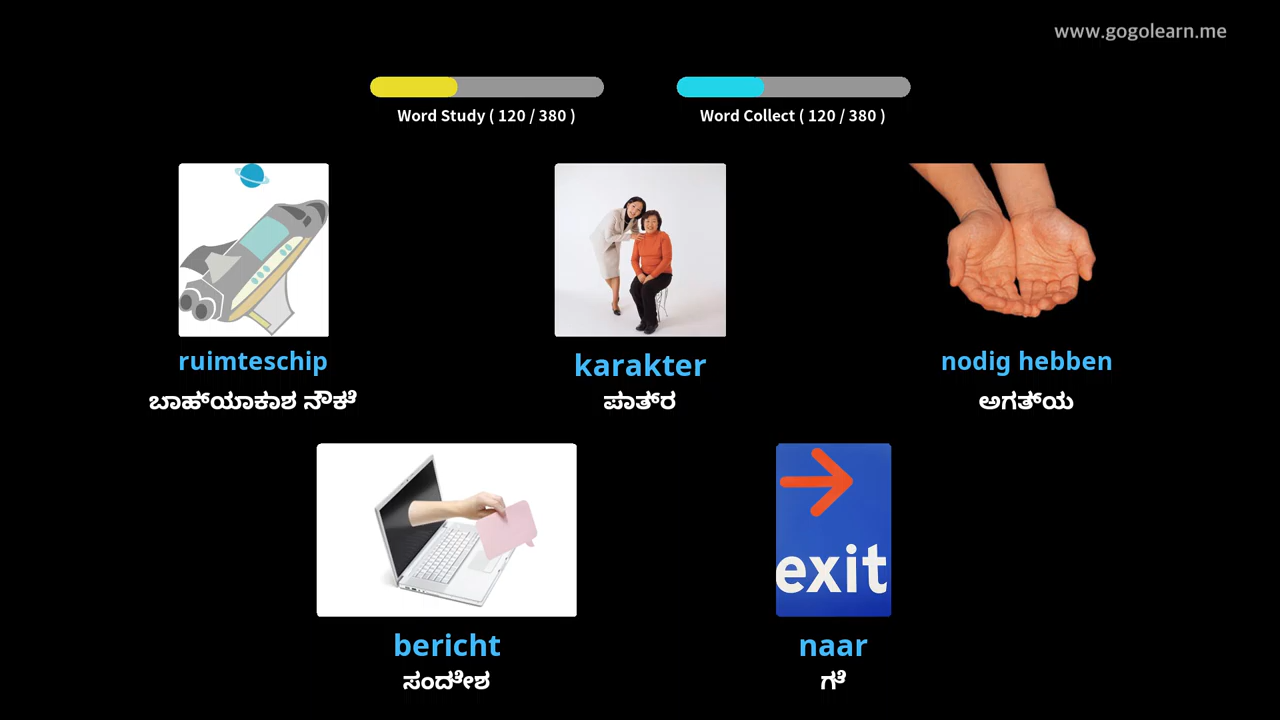 www.gogolearn.me
Word Study ( 120 / 380 )
Word Collect ( 120 / 380 )
ruimteschip
ಬಾಹ್ಯಾಕಾಶ ನೌಕೆ
karakter
ಪಾತ್ರ
nodig hebben
ಅಗತ್ಯ
exit
bericht
ಸಂದೇಶ
naar
ಗೆ